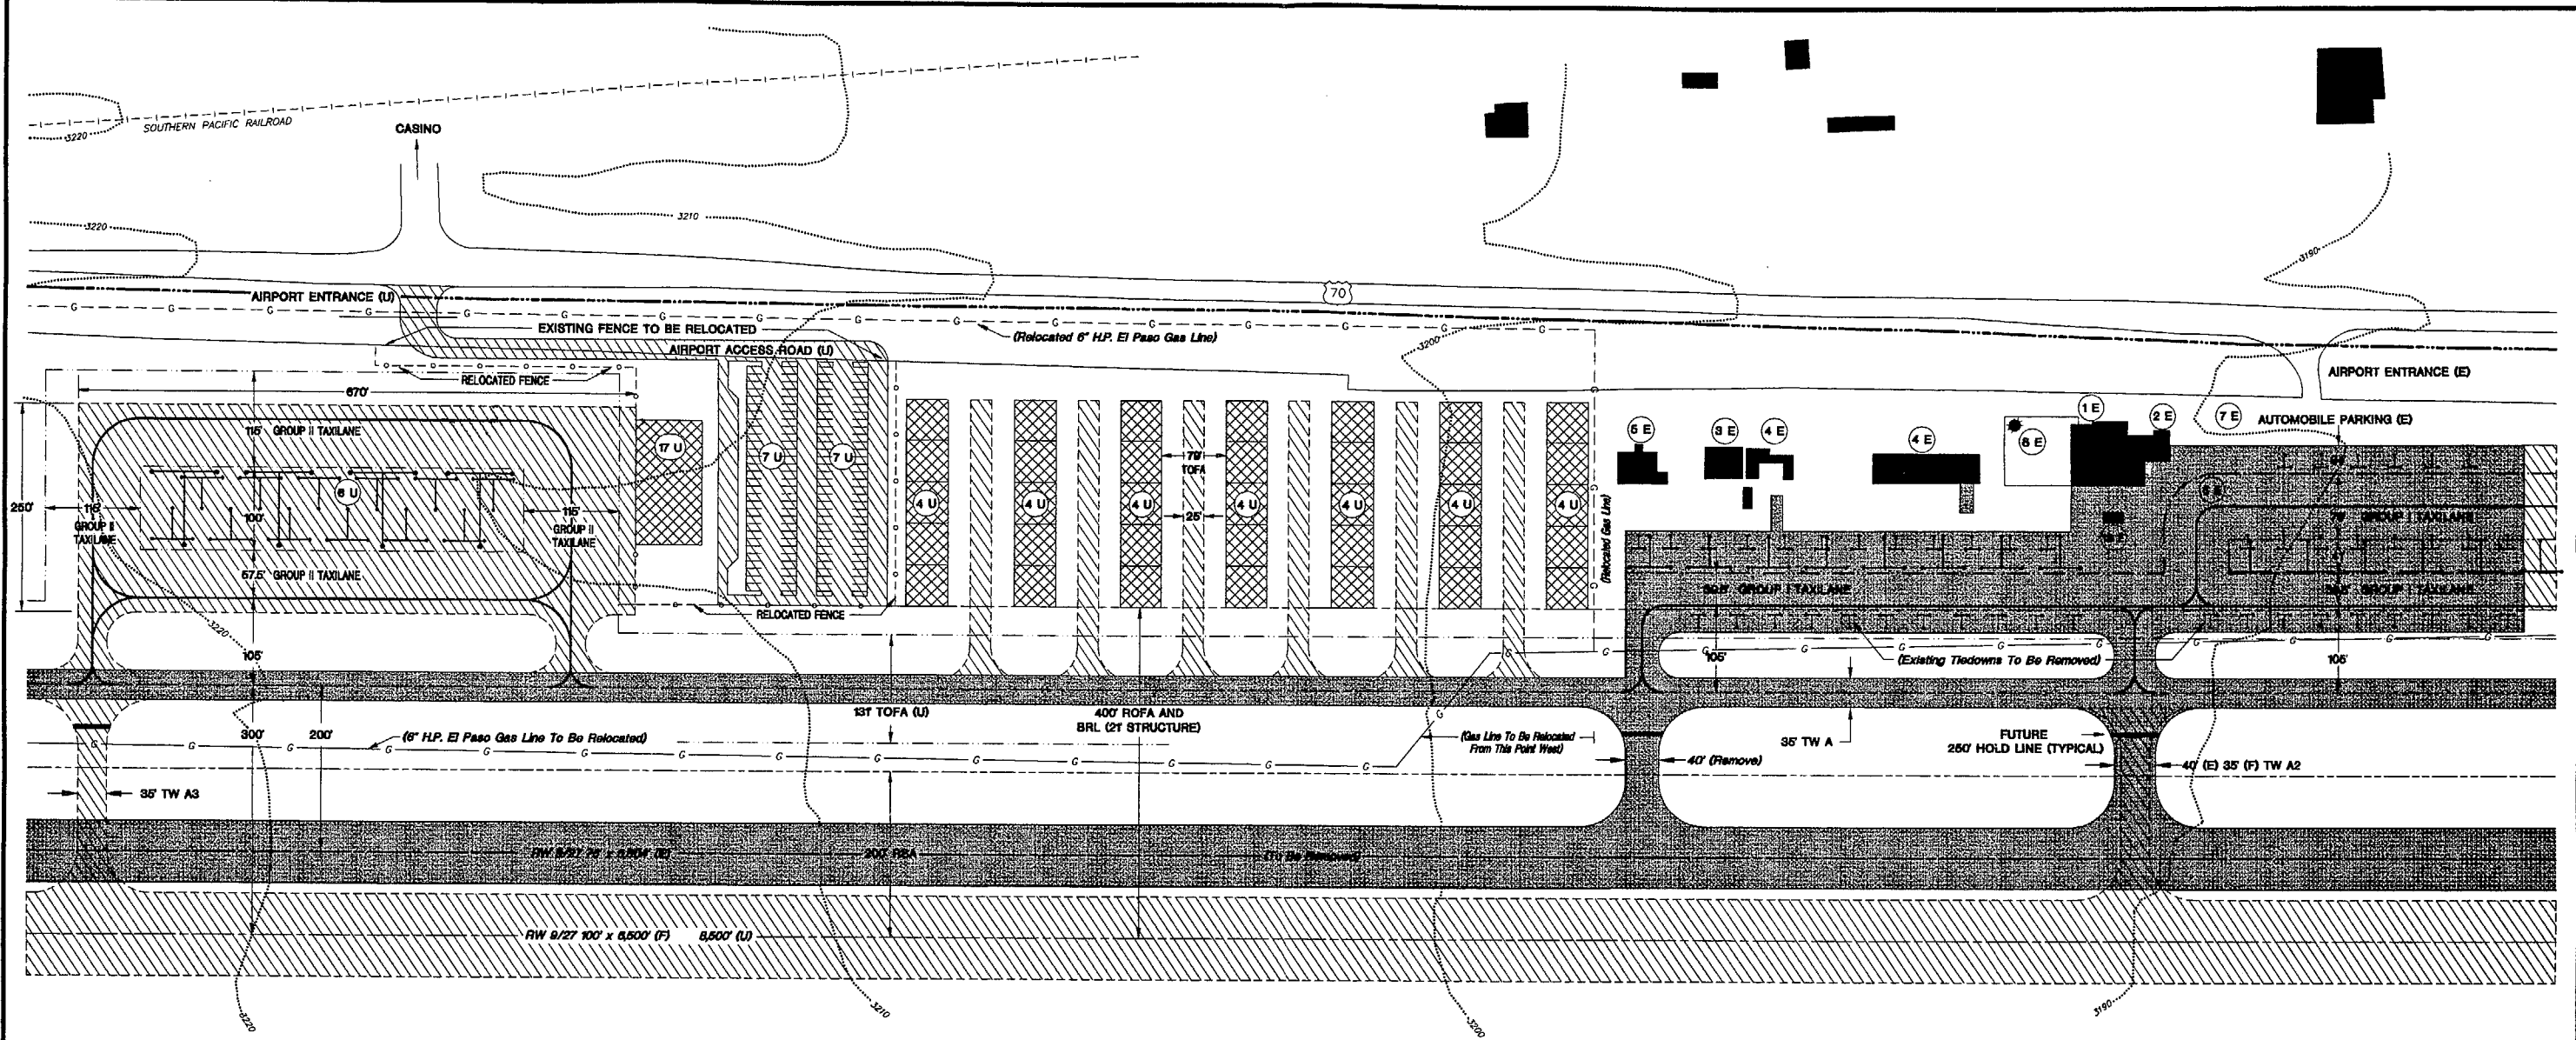 SOUTHERN PACIFIC RAILROAD
3220
CASINO
3220
3210
3190
70
AIRPORT ENTRANCE (U)
G G G G G G G G G G G G G G G G
EXISTING FENCE TO BE RELOCATED
(Relocated 6" H.P. El Paso Gas Line)
AIRPORT ACCESS ROAD (U)
3200
RELOCATED FENCE
AIRPORT ENTRANCE (E)
670'
1 E
2 E
7 E
AUTOMOBILE PARKING (E)
115' GROUP II TAXILANE
17 U
7 U
7 U
5 E
3 E
4 E
4 E
6 E
79'
TOFA
6 U
250'
115'
GROUP II
TAXILANE
100'
115'
GROUP II
TAXILANE
4 U
4 U
4 U
4 U
4 U
4 U
4 U
25'
(Relocated Gas Line)
GROUP I TAXILANE
57.5' GROUP II TAXILANE
GROUP I TAXILANE
GROUP I TAXILANE
RELOCATED FENCE
3220
105'
105'
(Existing Tiedowns To Be Removed)
105'
131' TOFA (U)
400' ROFA AND
BRL (21' STRUCTURE)
300'
200'
(6" H.P. El Paso Gas Line To Be Relocated)
(Gas Line To Be Relocated
From This Point West)
35' TW A
FUTURE
250' HOLD LINE (TYPICAL)
40' (Remove)
40' (E) 35' (F) TW A2
35' TW A3
200' RSA
(To Be Removed)
RW 9/27 100' x 6,500' (F) 8,500' (U)
3220
3210
3200
3190